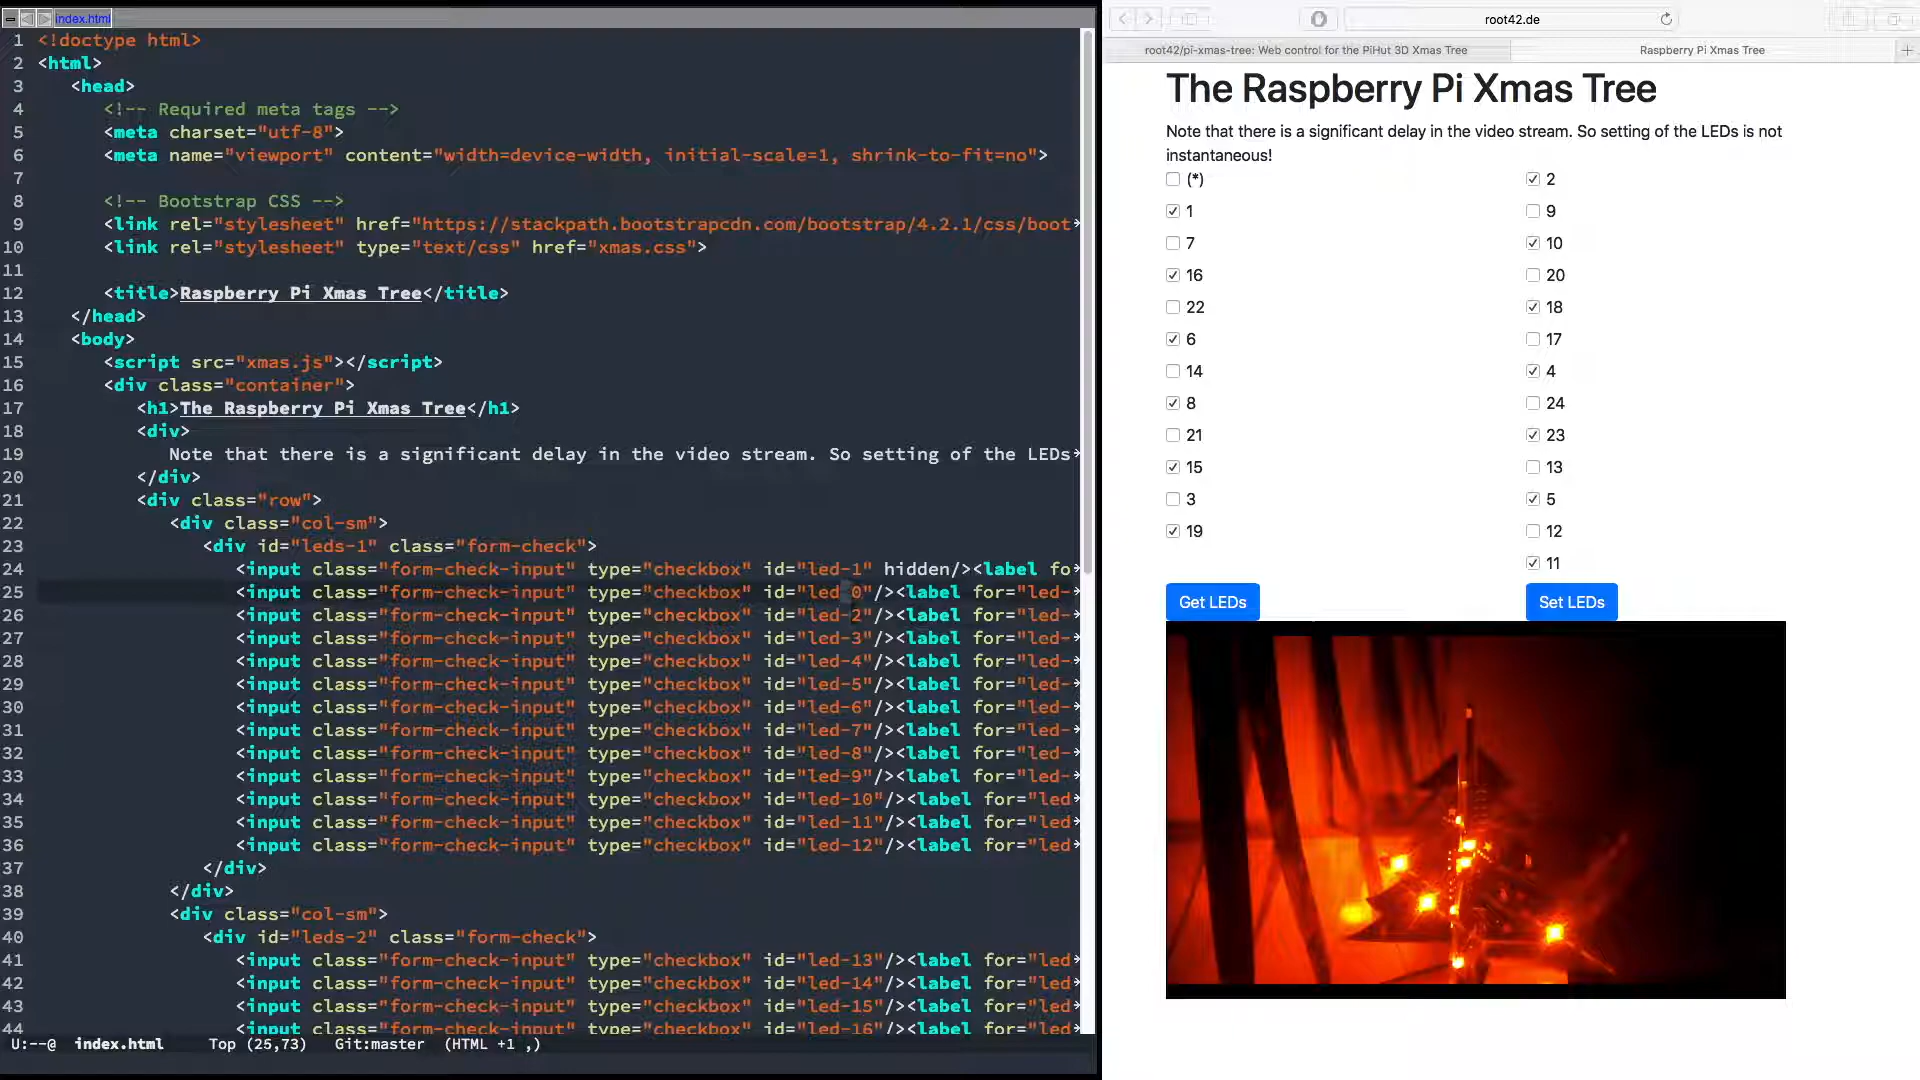 index.html
1 <!doctype html>
2 <html>
3 <head>
4 <!-- Required meta tags -->
5 <meta charset="utf-8">
6 <meta name="viewport" content="width=device-width, initial-scale=1, shrink-to-fit=no">
7
8 <!-- Bootstrap CSS -->
9 <link rel="stylesheet" href="https://stackpath.bootstrapcdn.com/bootstrap/4.2.1/css/boot
10 <link rel="stylesheet" type="text/css" href="xmas.css">
11
12 <title>Raspberry Pi Xmas Tree</title>
13 </head>
14 <body>
15 <script src="xmas.js"></script>
16 <div class="container">
17 <h1>The Raspberry Pi Xmas Tree</h1>
18 <div>
19 Note that there is a significant delay in the video stream. So setting of the LEDs
20 </div>
21 <div class="row">
22 <div class="col-sm">
23 <div id="leds-1" class="form-check">
24 <input class="form-check-input" type="checkbox" id="led-1" hidden/><label fo
25 <input class="form-check-input" type="checkbox" id="led-0"/><label for="led-
26 <input class="form-check-input" type="checkbox" id="led-2"/><label for="led-
27 <input class="form-check-input" type="checkbox" id="led-3"/><label for="led-
28 <input class="form-check-input" type="checkbox" id="led-4"/><label for="led-
29 <input class="form-check-input" type="checkbox" id="led-5"/><label for="led-
30 <input class="form-check-input" type="checkbox" id="led-6"/><label for="led-
31 <input class="form-check-input" type="checkbox" id="led-7"/><label for="led-
32 <input class="form-check-input" type="checkbox" id="led-8"/><label for="led-
33 <input class="form-check-input" type="checkbox" id="led-9"/><label for="led-
34 <input class="form-check-input" type="checkbox" id="led-10"/><label for="led
35 <input class="form-check-input" type="checkbox" id="led-11"/><label for="led
36 <input class="form-check-input" type="checkbox" id="led-12"/><label for="led
37 </div>
38 </div>
39 <div class="col-sm">
40 <div id="leds-2" class="form-check">
41 <input class="form-check-input" type="checkbox" id="led-13"/><label for="led
42 <input class="form-check-input" type="checkbox" id="led-14"/><label for="led
43 <input class="form-check-input" type="checkbox" id="led-15"/><label for="led
44 <input class="form-check-input" type="checkbox" id="led-16"/><label for="led
U:--@ index.html Top (25,73) Git:master (HTML +1 ,)
root42.de
root42/pi-xmas-tree: Web control for the PiHut 3D Xmas Tree
Raspberry Pi Xmas Tree
The Raspberry Pi Xmas Tree
Note that there is a significant delay in the video stream. So setting of the LEDs is not
instantaneous!
(*)
1
7
16
22
6
14
8
21
15
3
19
2
9
10
20
18
17
4
24
23
13
5
12
11
Get LEDs
Set LEDs